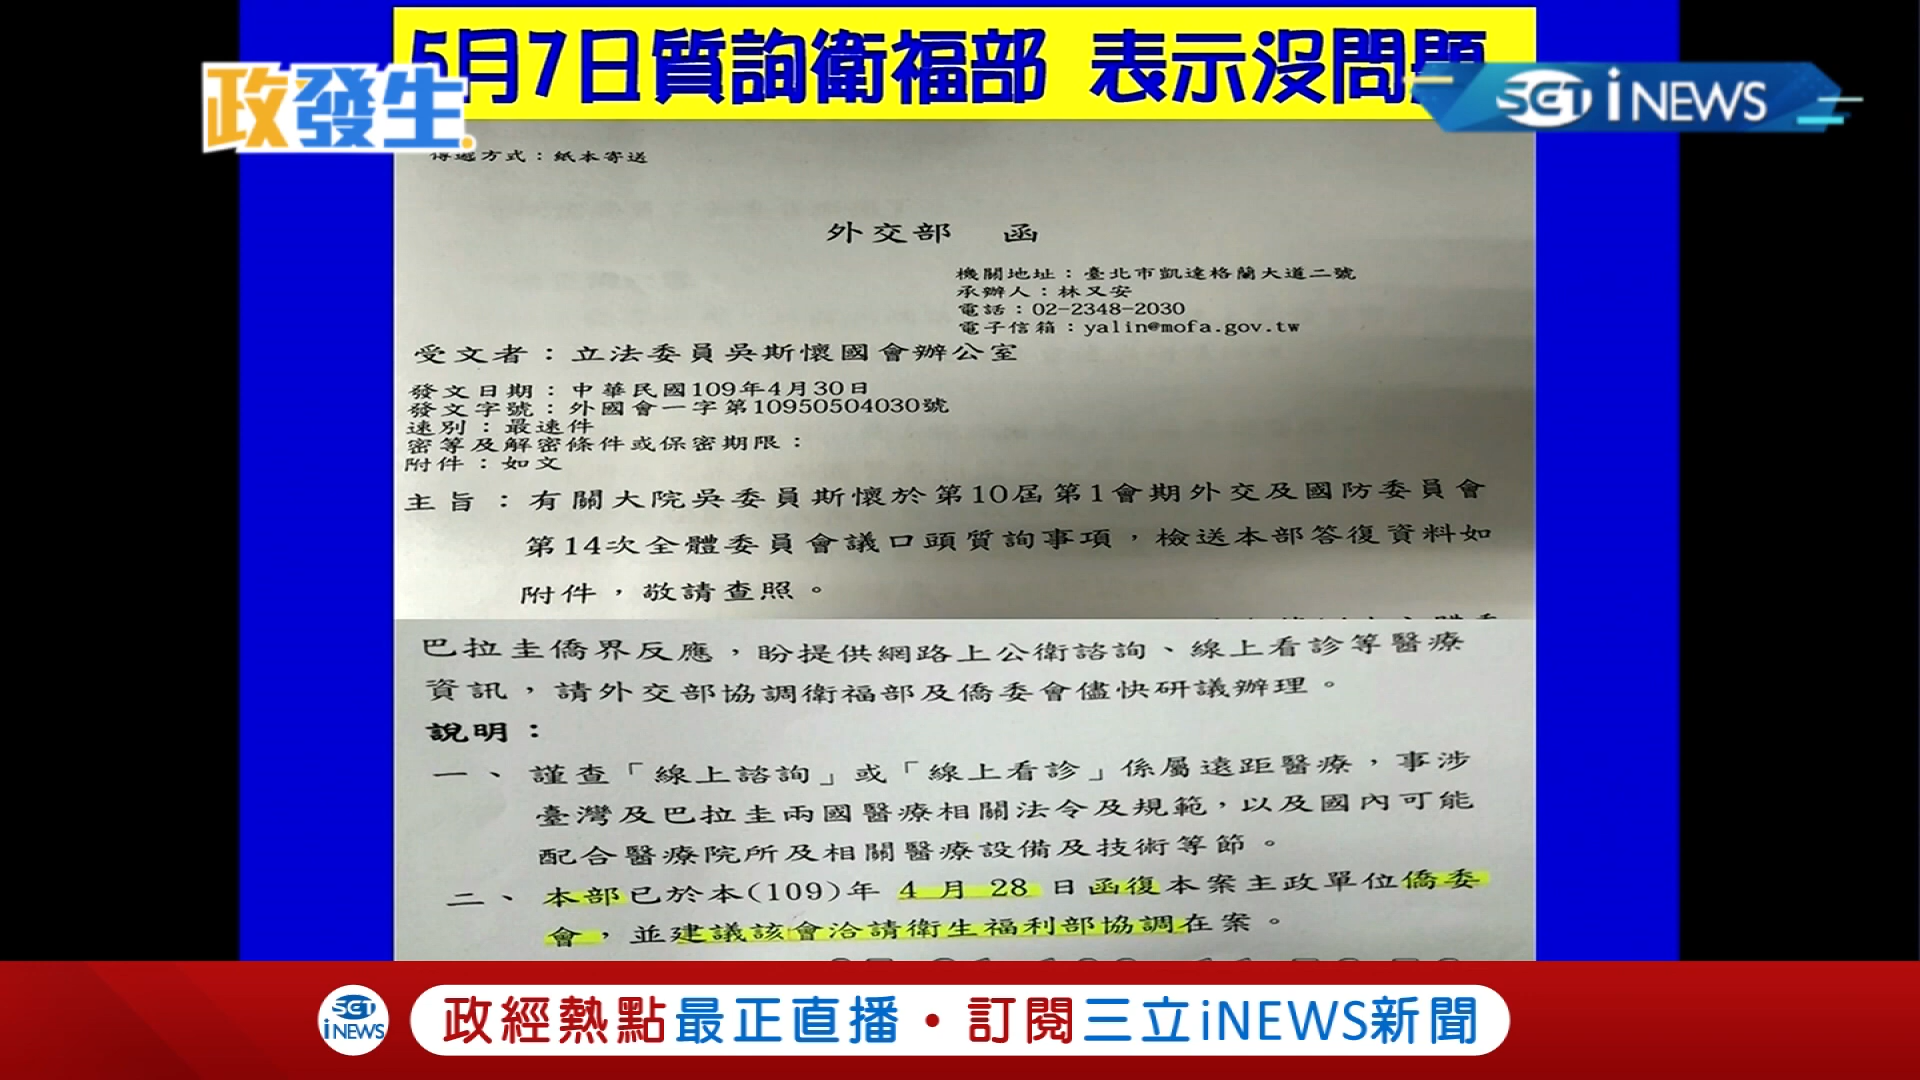 5月7日質詢衛福部 表示沒問題
政發生
SET iNEWS
傳遞方式：紙本寄送
外交部 函
機關地址：臺北市凱達格蘭大道二號
承辦人：林又安
電話：02-2348-2030
電子信箱：yalin@mofa.gov.tw
受文者：立法委員吳斯懷國會辦公室
發文日期：中華民國109年4月30日
發文字號：外國會一字第10950504030號
速別：最速件
密等及解密條件或保密期限：
附件：如文
主旨：有關大院吳委員斯懷於第10屆第1會期外交及國防委員會
第14次全體委員會議口頭質詢事項，檢送本部答復資料如
附件，敬請查照。
巴拉圭僑界反應，盼提供網路上公衛諮詢、線上看診等醫療
資訊，請外交部協調衛福部及僑委會儘快研議辦理。
說明：
一、謹查「線上諮詢」或「線上看診」係屬遠距醫療，事涉
臺灣及巴拉圭兩國醫療相關法令及規範，以及國內可能
配合醫療院所及相關醫療設備及技術等節。
二、本部已於本(109)年 4 月 28 日函復本案主政單位僑委
會，並建議該會洽請衛生福利部協調在案。
SET iNEWS
政經熱點最正直播・訂閱三立iNEWS新聞